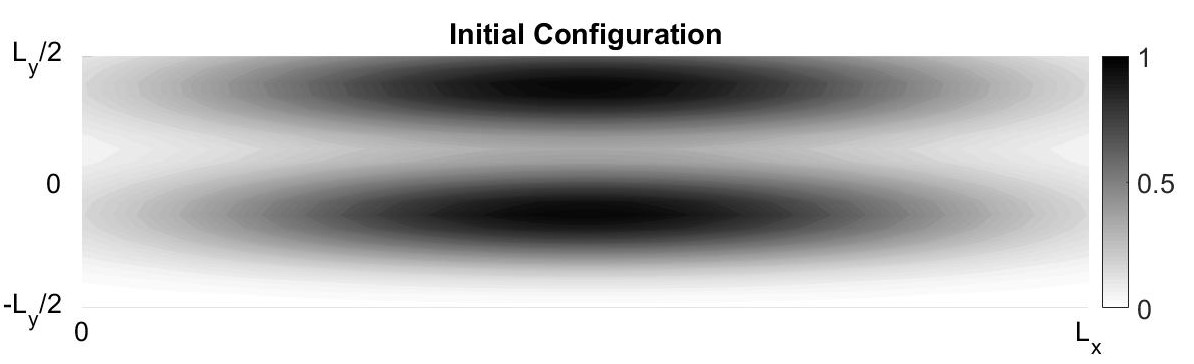 Initial Configuration
L_y/2
0
-L_y/2
0
L_x
1
0.5
0